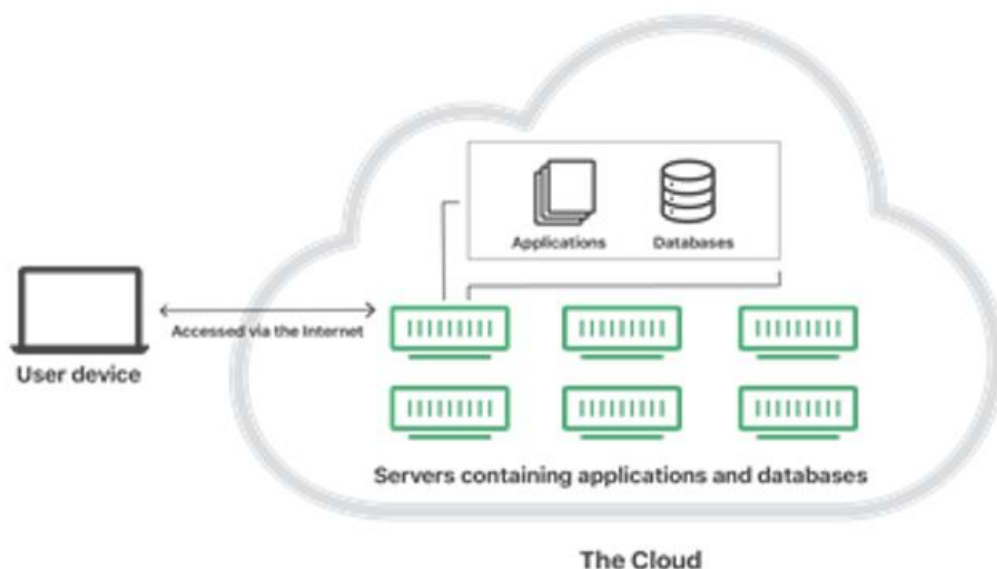 Applications
Databases
Accessed via the Internet
User device
Servers containing applications and databases
The Cloud